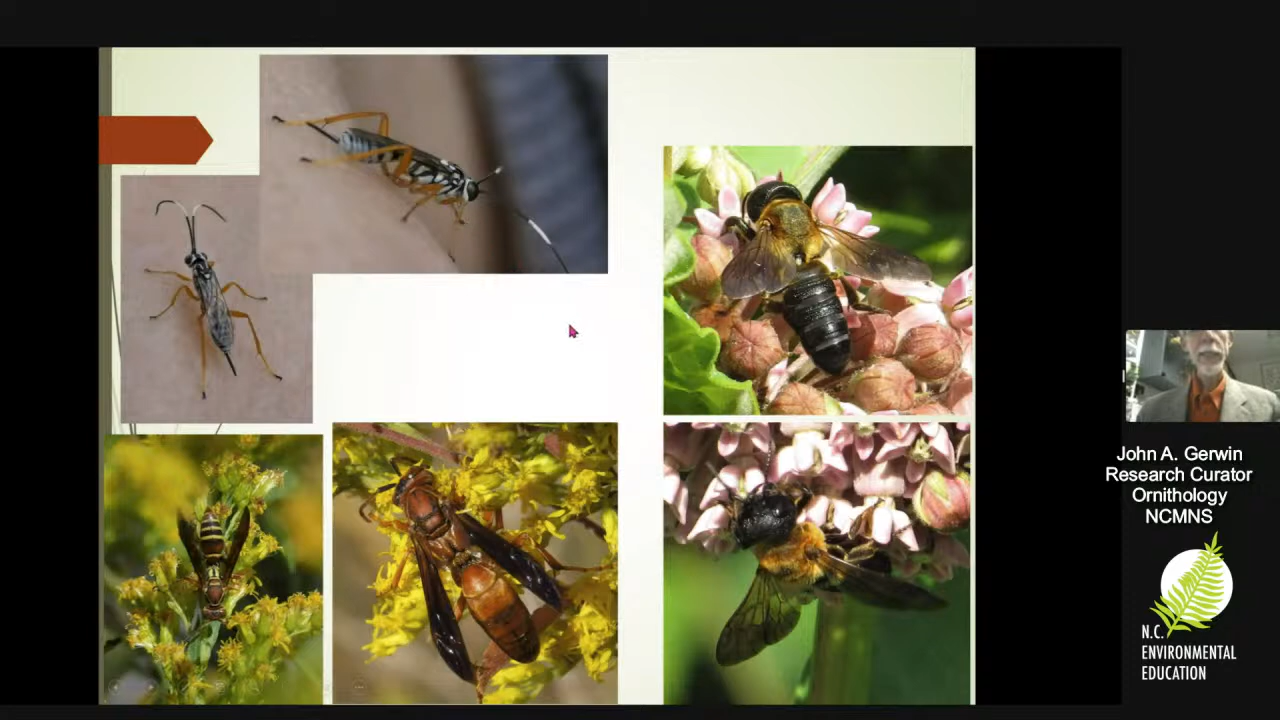 John A. Gerwin
Research Curator
Ornithology
NCMNS
N.C.
ENVIRONMENTAL
EDUCATION